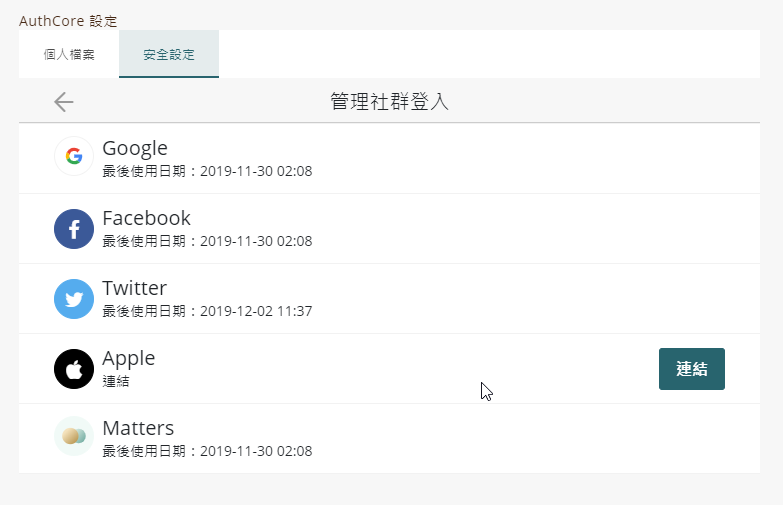 AuthCore 設定
個人檔案
安全設定
管理社群登入
Google
最後使用日期：2019-11-30 02:08
Facebook
最後使用日期：2019-11-30 02:08
Twitter
最後使用日期：2019-12-02 11:37
Apple
連結
連結
Matters
最後使用日期：2019-11-30 02:08